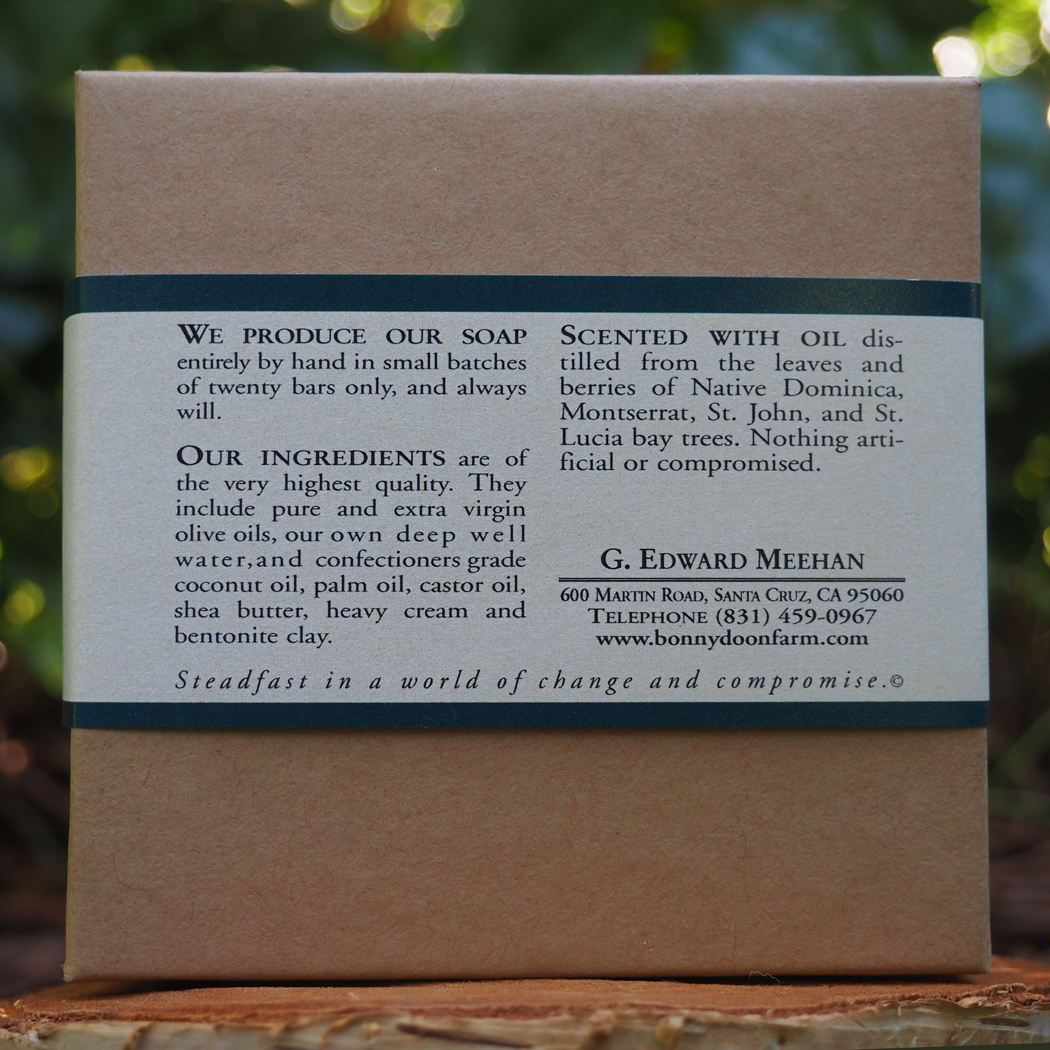 WE PRODUCE OUR SOAP
entirely by hand in small batches
of twenty bars only, and always
will.
OUR INGREDIENTS are of
the very highest quality. They
include pure and extra virgin
olive oils, our own deep well
water,and confectioners grade
coconut oil, palm oil, castor oil,
shea butter, heavy cream and
bentonite clay.
SCENTED WITH OIL dis-
tilled from the leaves and
berries of Native Dominica,
Montserrat, St. John, and St.
Lucia bay trees. Nothing arti-
ficial or compromised.
G. EDWARD MEEHAN
600 MARTIN ROAD, SANTA CRUZ, CA 95060
TELEPHONE (831) 459-0967
www.bonnydoonfarm.com
Steadfast in a world of change and compromise.©